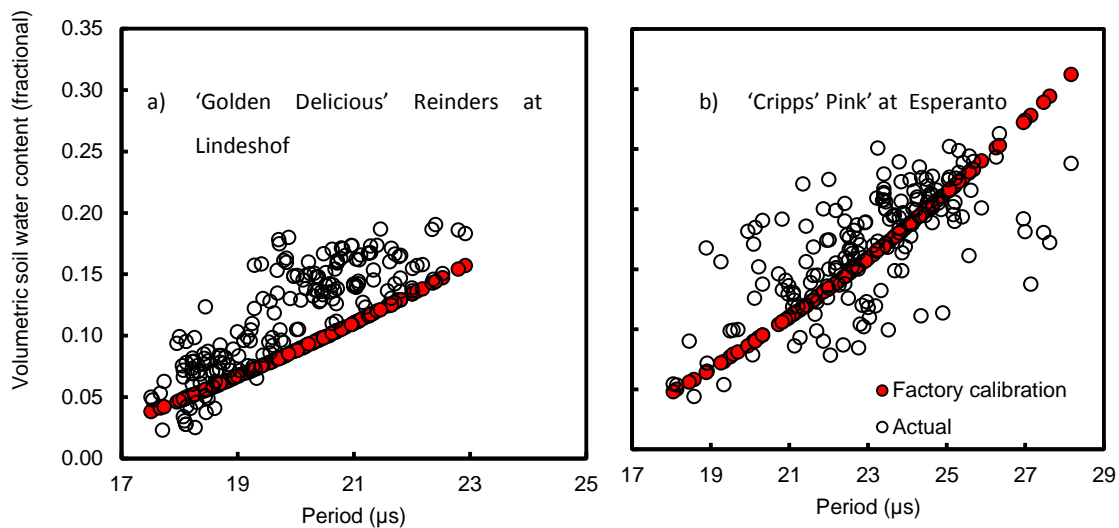 Volumetric soil water content (fractional)
0.35
0.30
0.25
0.20
0.15
0.10
0.05
0.00
a) ‘Golden Delicious’ Reinders at
Lindeshof
17 19 21 23 25
Period (µs)
b) ‘Cripps’ Pink’ at Esperanto
Factory calibration
Actual
17 19 21 23 25 27 29
Period (µs)